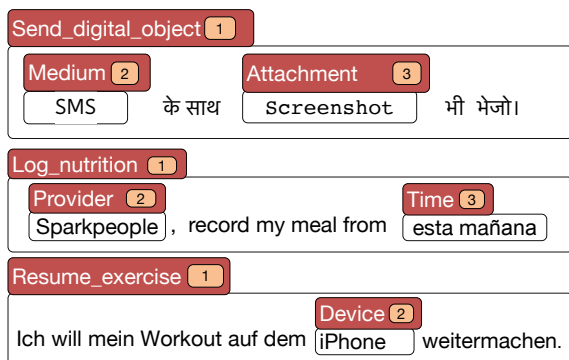 Send_digital_object 1
Medium 2 Attachment 3
SMS के साथ Screenshot भी भेजो।
Log_nutrition 1
Provider 2 Time 3
Sparkpeople , record my meal from esta mañana
Resume_exercise 1
Device 2
Ich will mein Workout auf dem iPhone weitermachen.